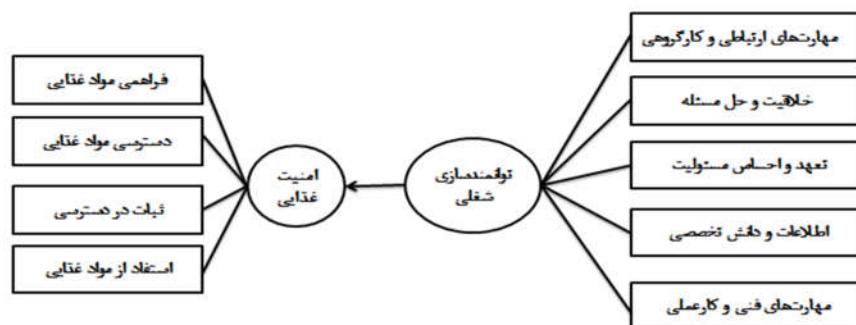 مهارت‌های ارتباطی و کارگروهی
خلاقیت و حل مسئله
تعهد و احساس مسئولیت
اطلاعات و دانش تخصصی
مهارت‌های فنی و کارعملی
توانمندسازی
شغلی
امنیت
غذایی
فراهمی مواد غذایی
دسترسی مواد غذایی
ثبات در دسترسی
استفاد از مواد غذایی